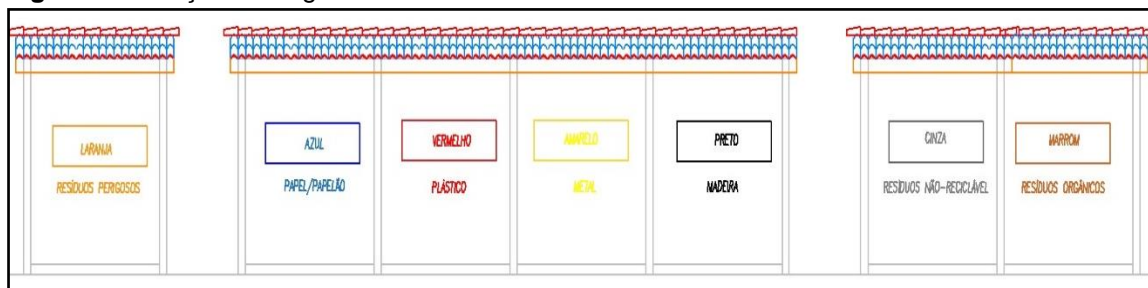 LARANJA
RESÍDUOS PERIGOSOS
AZUL
PAPEL/PAPELÃO
VERMELHO
PLÁSTICO
AMARELO
METAL
PRETO
MADEIRA
CINZA
RESÍDUOS NÃO-RECICLÁVEL
MARROM
RESÍDUOS ORGÂNICOS